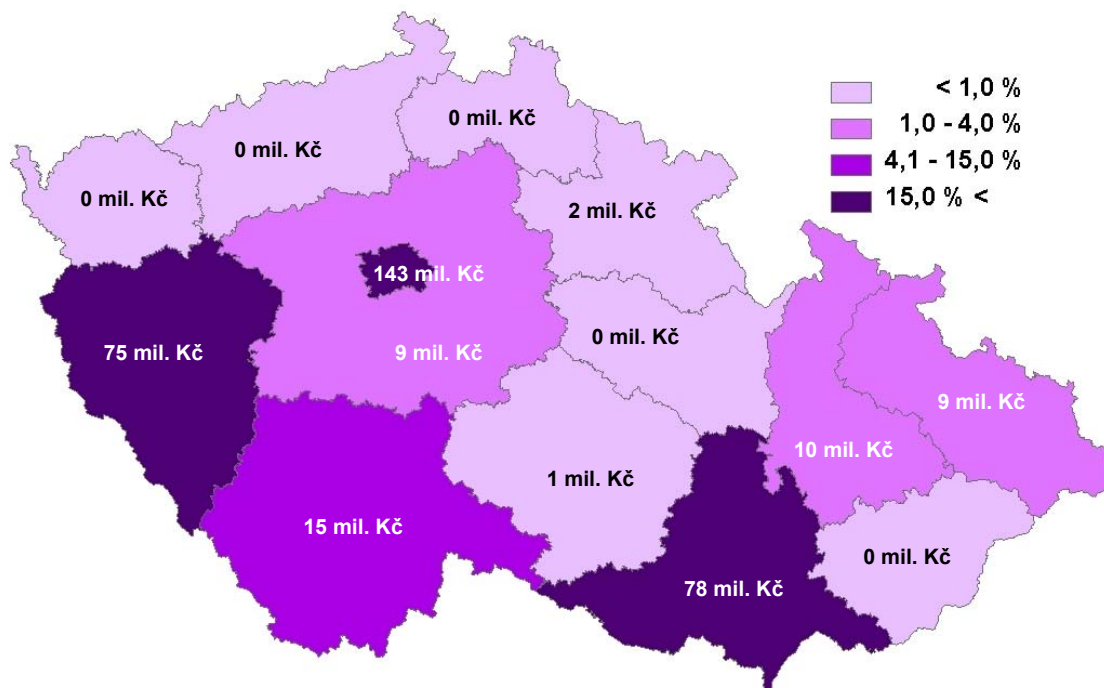 < 1,0 %
1,0 - 4,0 %
4,1 - 15,0 %
15,0 % <
0 mil. Kč
0 mil. Kč
0 mil. Kč
2 mil. Kč
143 mil. Kč
0 mil. Kč
75 mil. Kč
9 mil. Kč
9 mil. Kč
10 mil. Kč
1 mil. Kč
15 mil. Kč
0 mil. Kč
78 mil. Kč